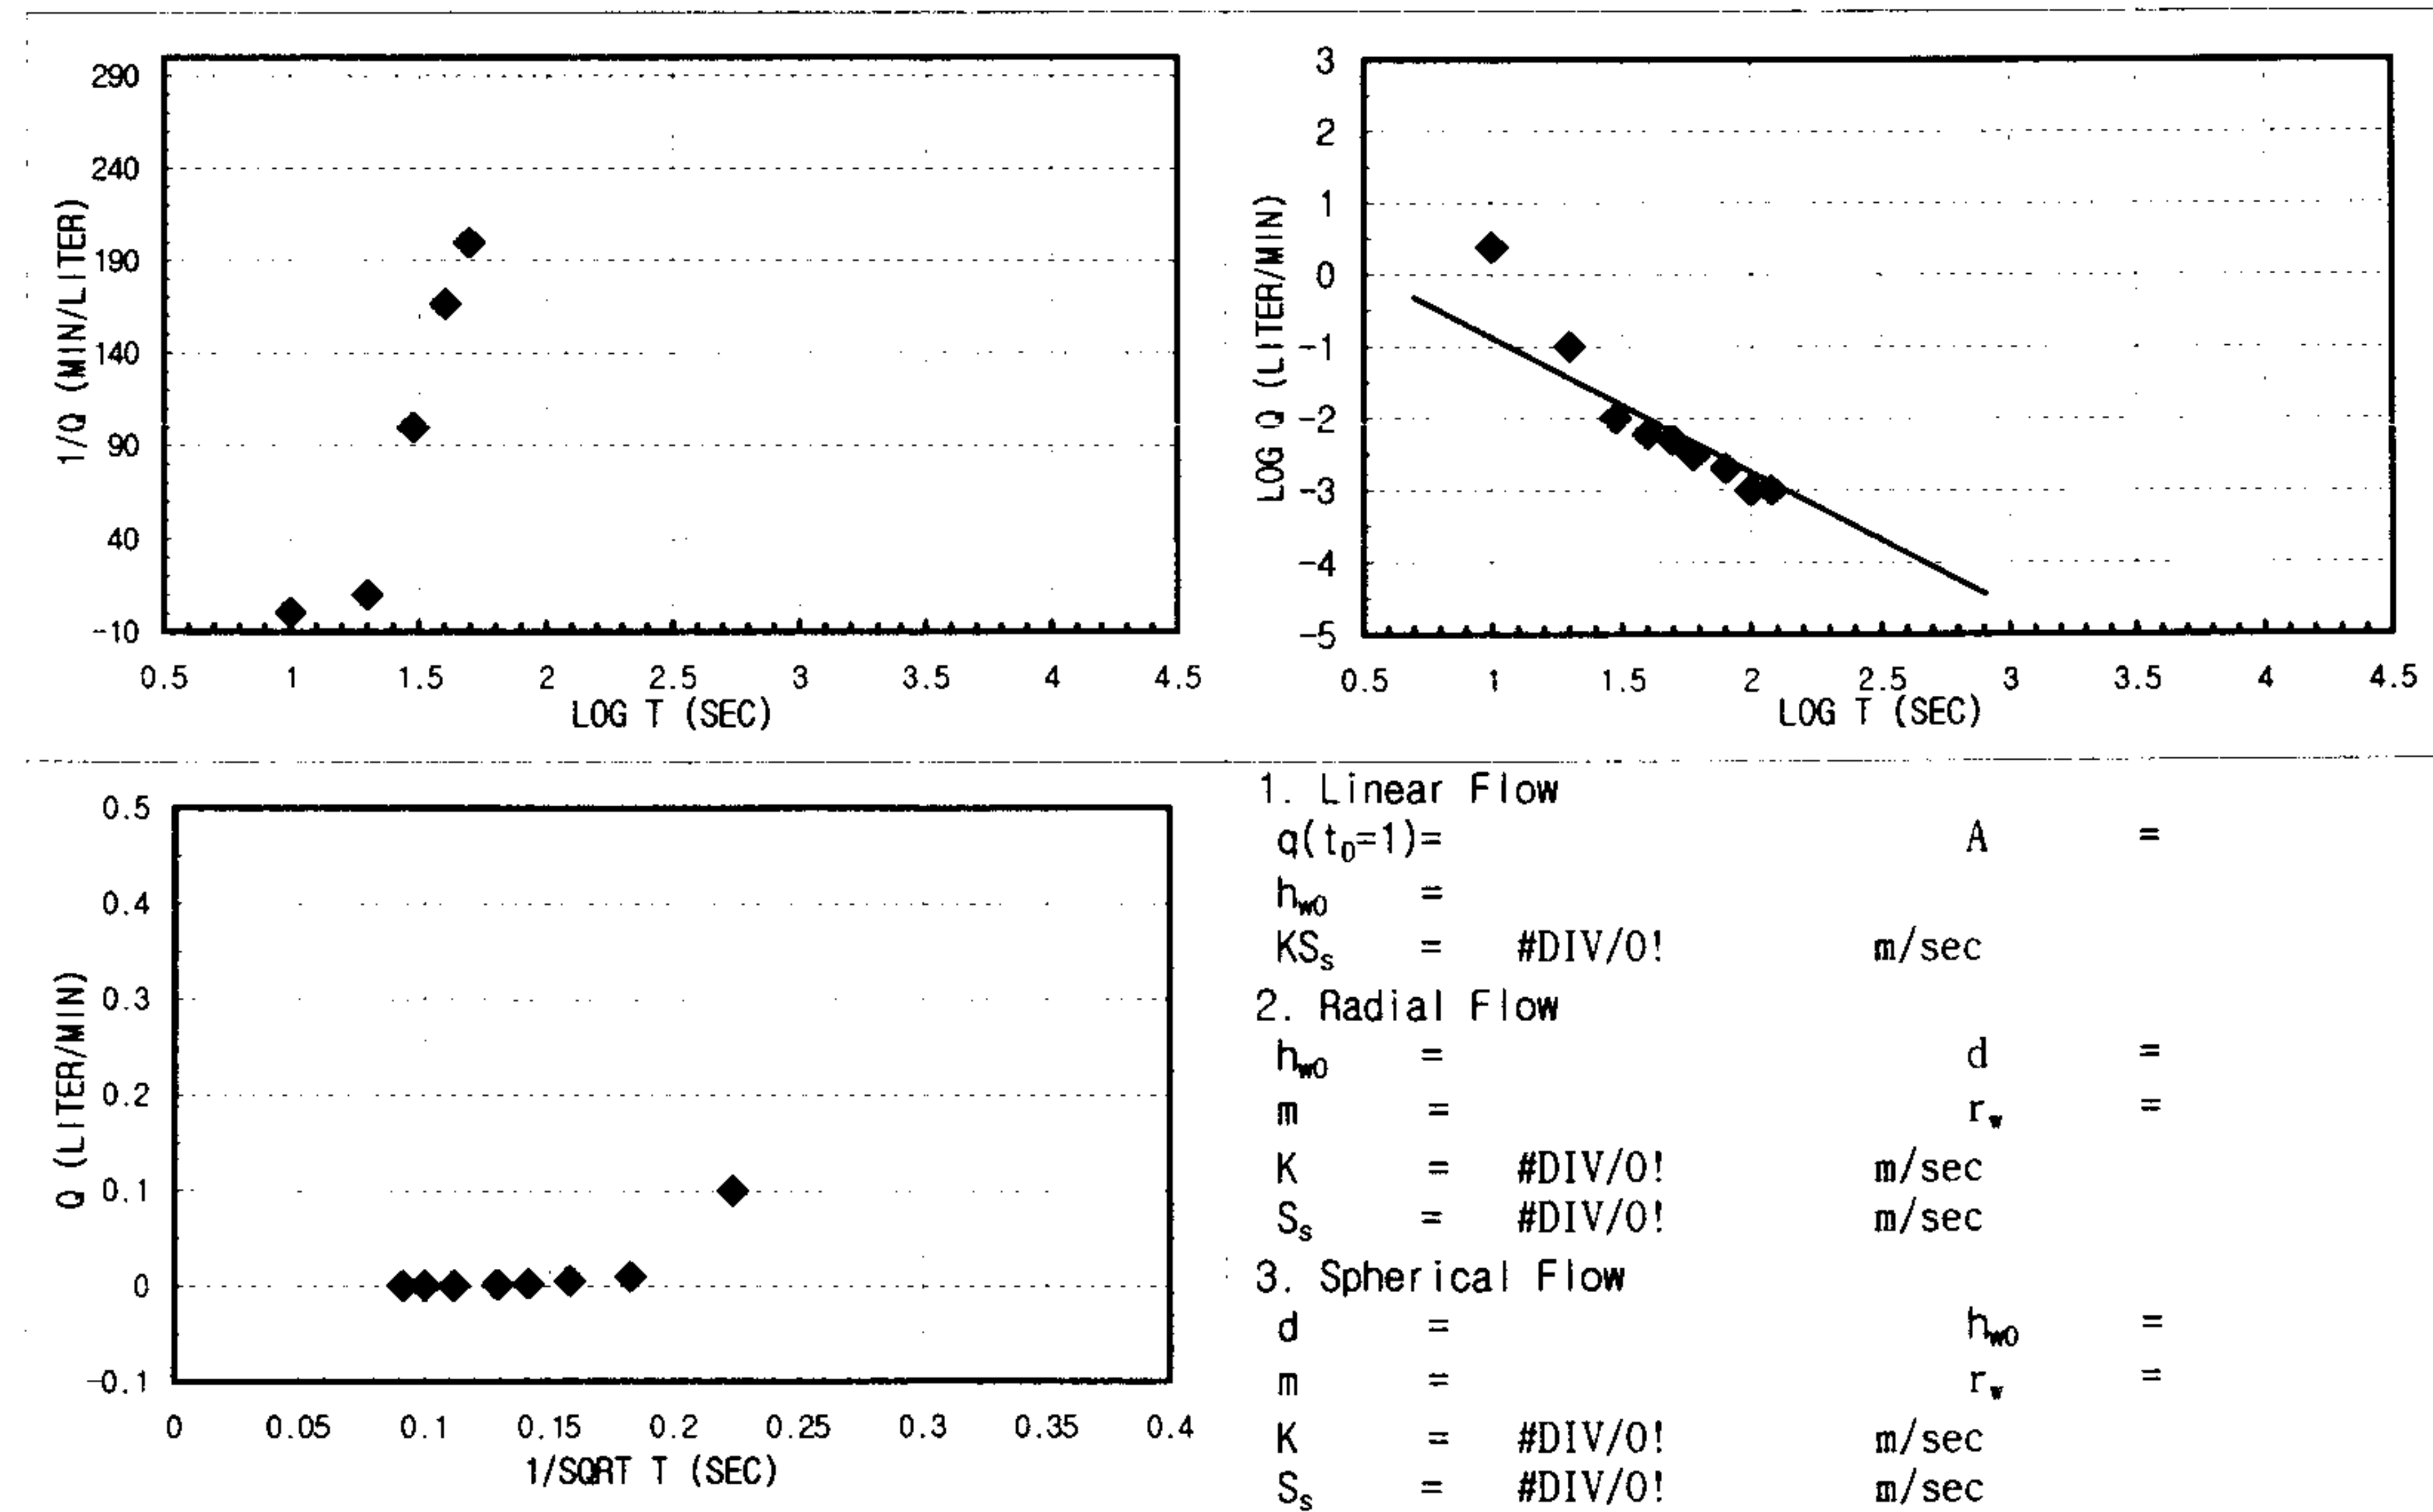 290
240
190
140
90
40
-10
1/Q (MIN/LITER)
0.5 1 1.5 2 2.5 3 3.5 4 4.5
LOG T (SEC)
3
2
1
0
-1
-2
-3
-4
-5
LOG Q (LITER/MIN)
0.5 1 1.5 2 2.5 3 3.5 4 4.5
LOG T (SEC)
0.5
0.4
0.3
0.2
0.1
0
-0.1
Q (LITER/MIN)
0 0.05 0.1 0.15 0.2 0.25 0.3 0.35 0.4
1/SQRT T (SEC)
1. Linear Flow
q(t₀=1)= A =
h_w0 =
KSₛ = #DIV/0! m/sec
2. Radial Flow
h_w0 = d =
m = r_w =
K = #DIV/0! m/sec
Sₛ = #DIV/0! m/sec
3. Spherical Flow
d = h_w0 =
m = r_w =
K = #DIV/0! m/sec
Sₛ = #DIV/0! m/sec